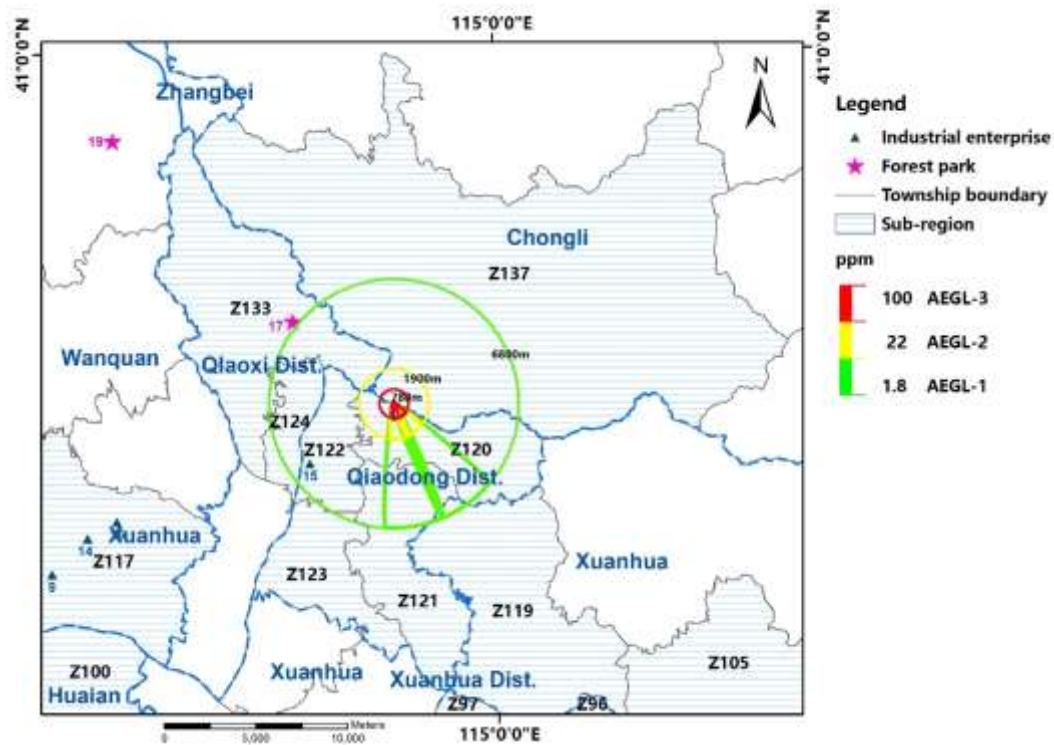 115°0'0"E
41°0'0"N
41°0'0"N
Zhangbei
19
N
Legend
Industrial enterprise
Forest park
Township boundary
Sub-region
ppm
100 AEGL-3
22 AEGL-2
1.8 AEGL-1
Chongli
Z137
Z133
17
Wanquan
Qiaoxi Dist.
6600m
1900m
Z124
Z122
Z120
15
Qiaodong Dist.
Xuanhua
14
Z117
9
Xuanhua
Z123
Z121
Z119
Z100
Huaian
Xuanhua
Xuanhua Dist.
Z105
Z97
Z96
Meters
0 5,000 10,000
115°0'0"E